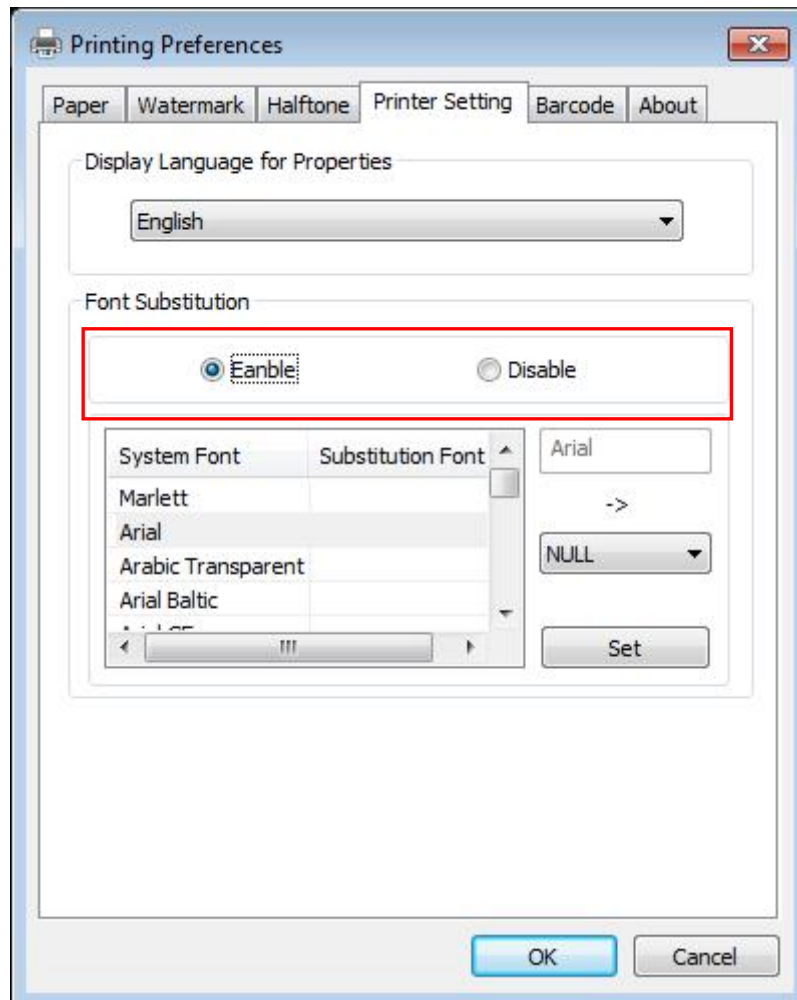 Printing Preferences
Paper Watermark Halftone Printer Setting Barcode About
Display Language for Properties
English
Font Substitution
Eanble Disable
System Font Substitution Font
Arial
Marlett
->
Arial
Arabic Transparent
NULL
Arial Baltic
Set
OK Cancel